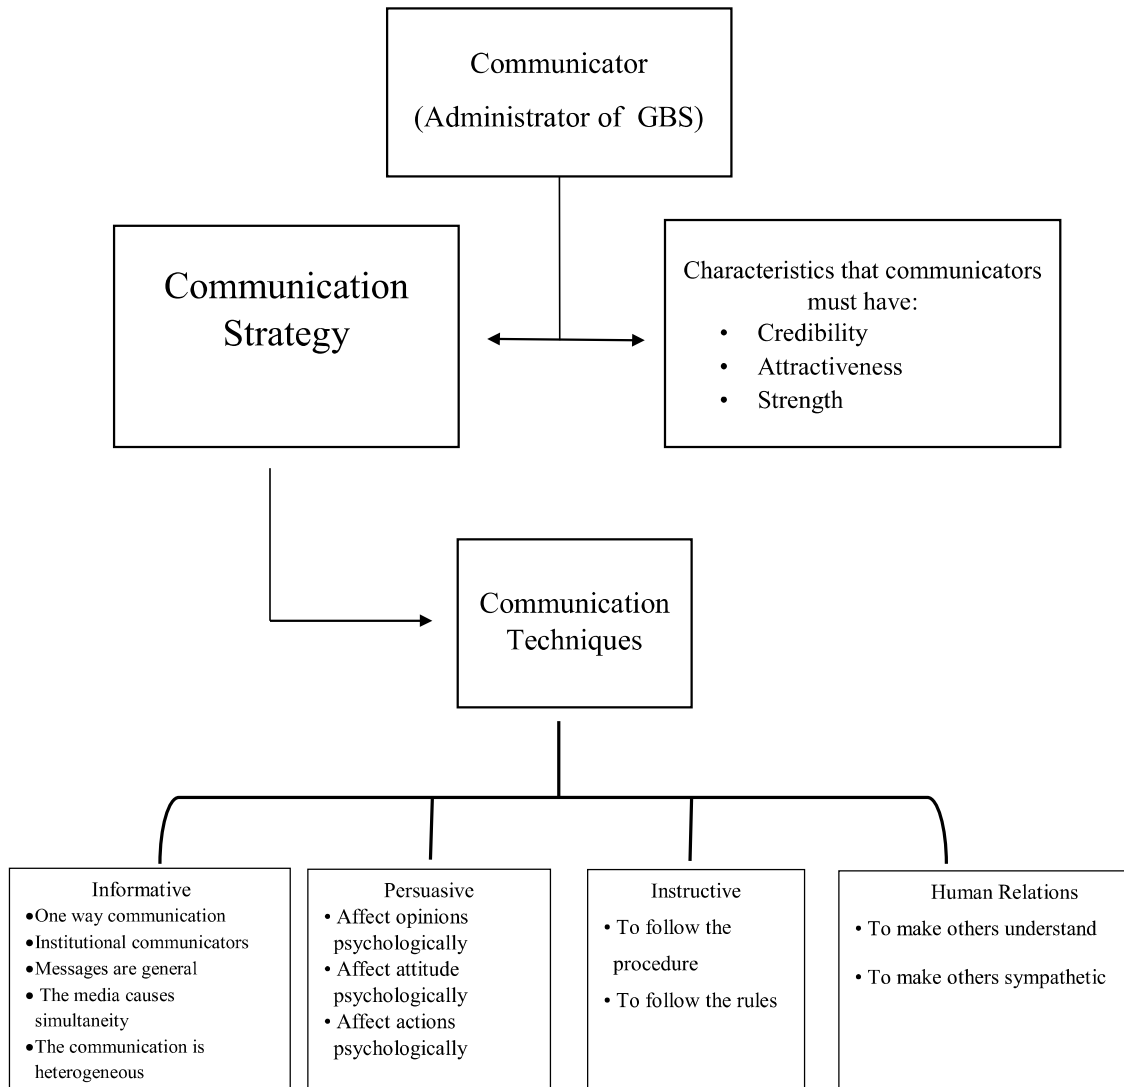 Communicator
(Administrator of GBS)
Communication
Strategy
Characteristics that communicators
must have:
• Credibility
• Attractiveness
• Strength
Communication
Techniques
Informative
•One way communication
•Institutional communicators
•Messages are general
• The media causes
simultaneity
•The communication is
heterogeneous
Persuasive
• Affect opinions
psychologically
• Affect attitude
psychologically
• Affect actions
psychologically
Instructive
• To follow the
procedure
• To follow the rules
Human Relations
• To make others understand
• To make others sympathetic